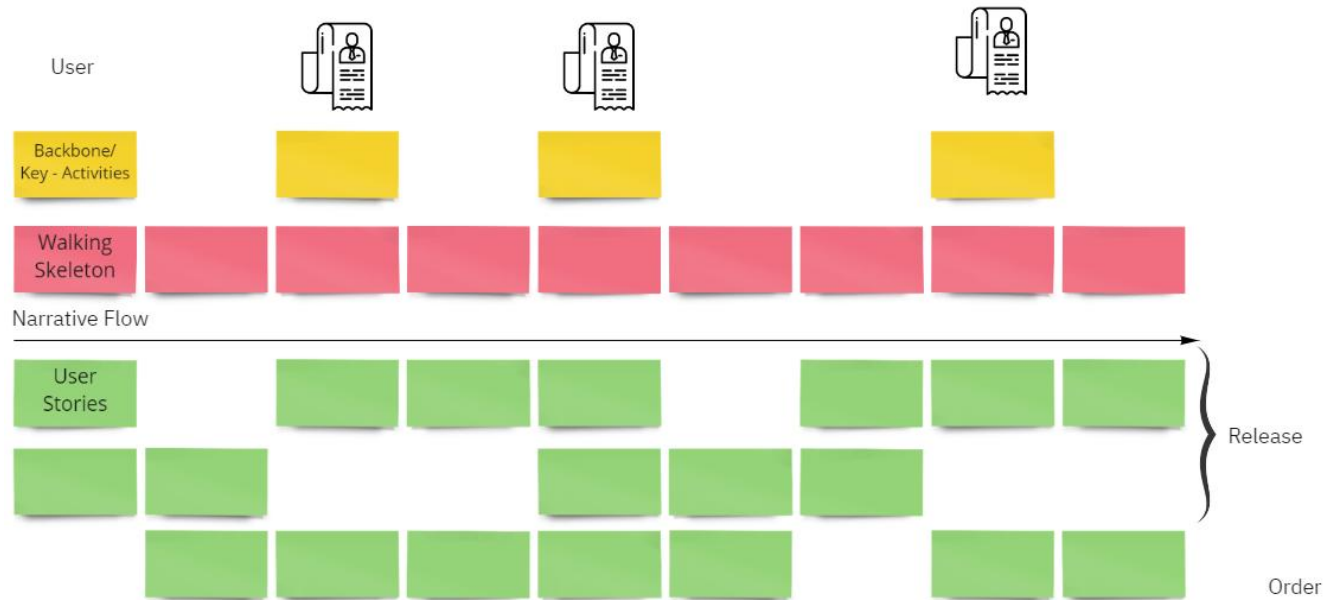 User
Backbone/
Key - Activities
Walking
Skeleton
Narrative Flow
User
Stories
Release
Order